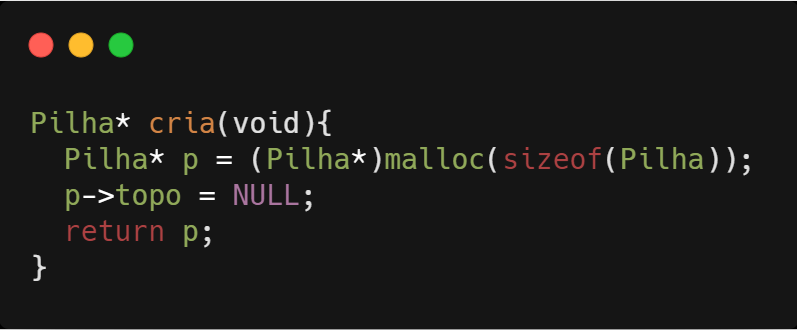 Pilha* cria(void){
  Pilha* p = (Pilha*)malloc(sizeof(Pilha));
  p->topo = NULL;
  return p;
}